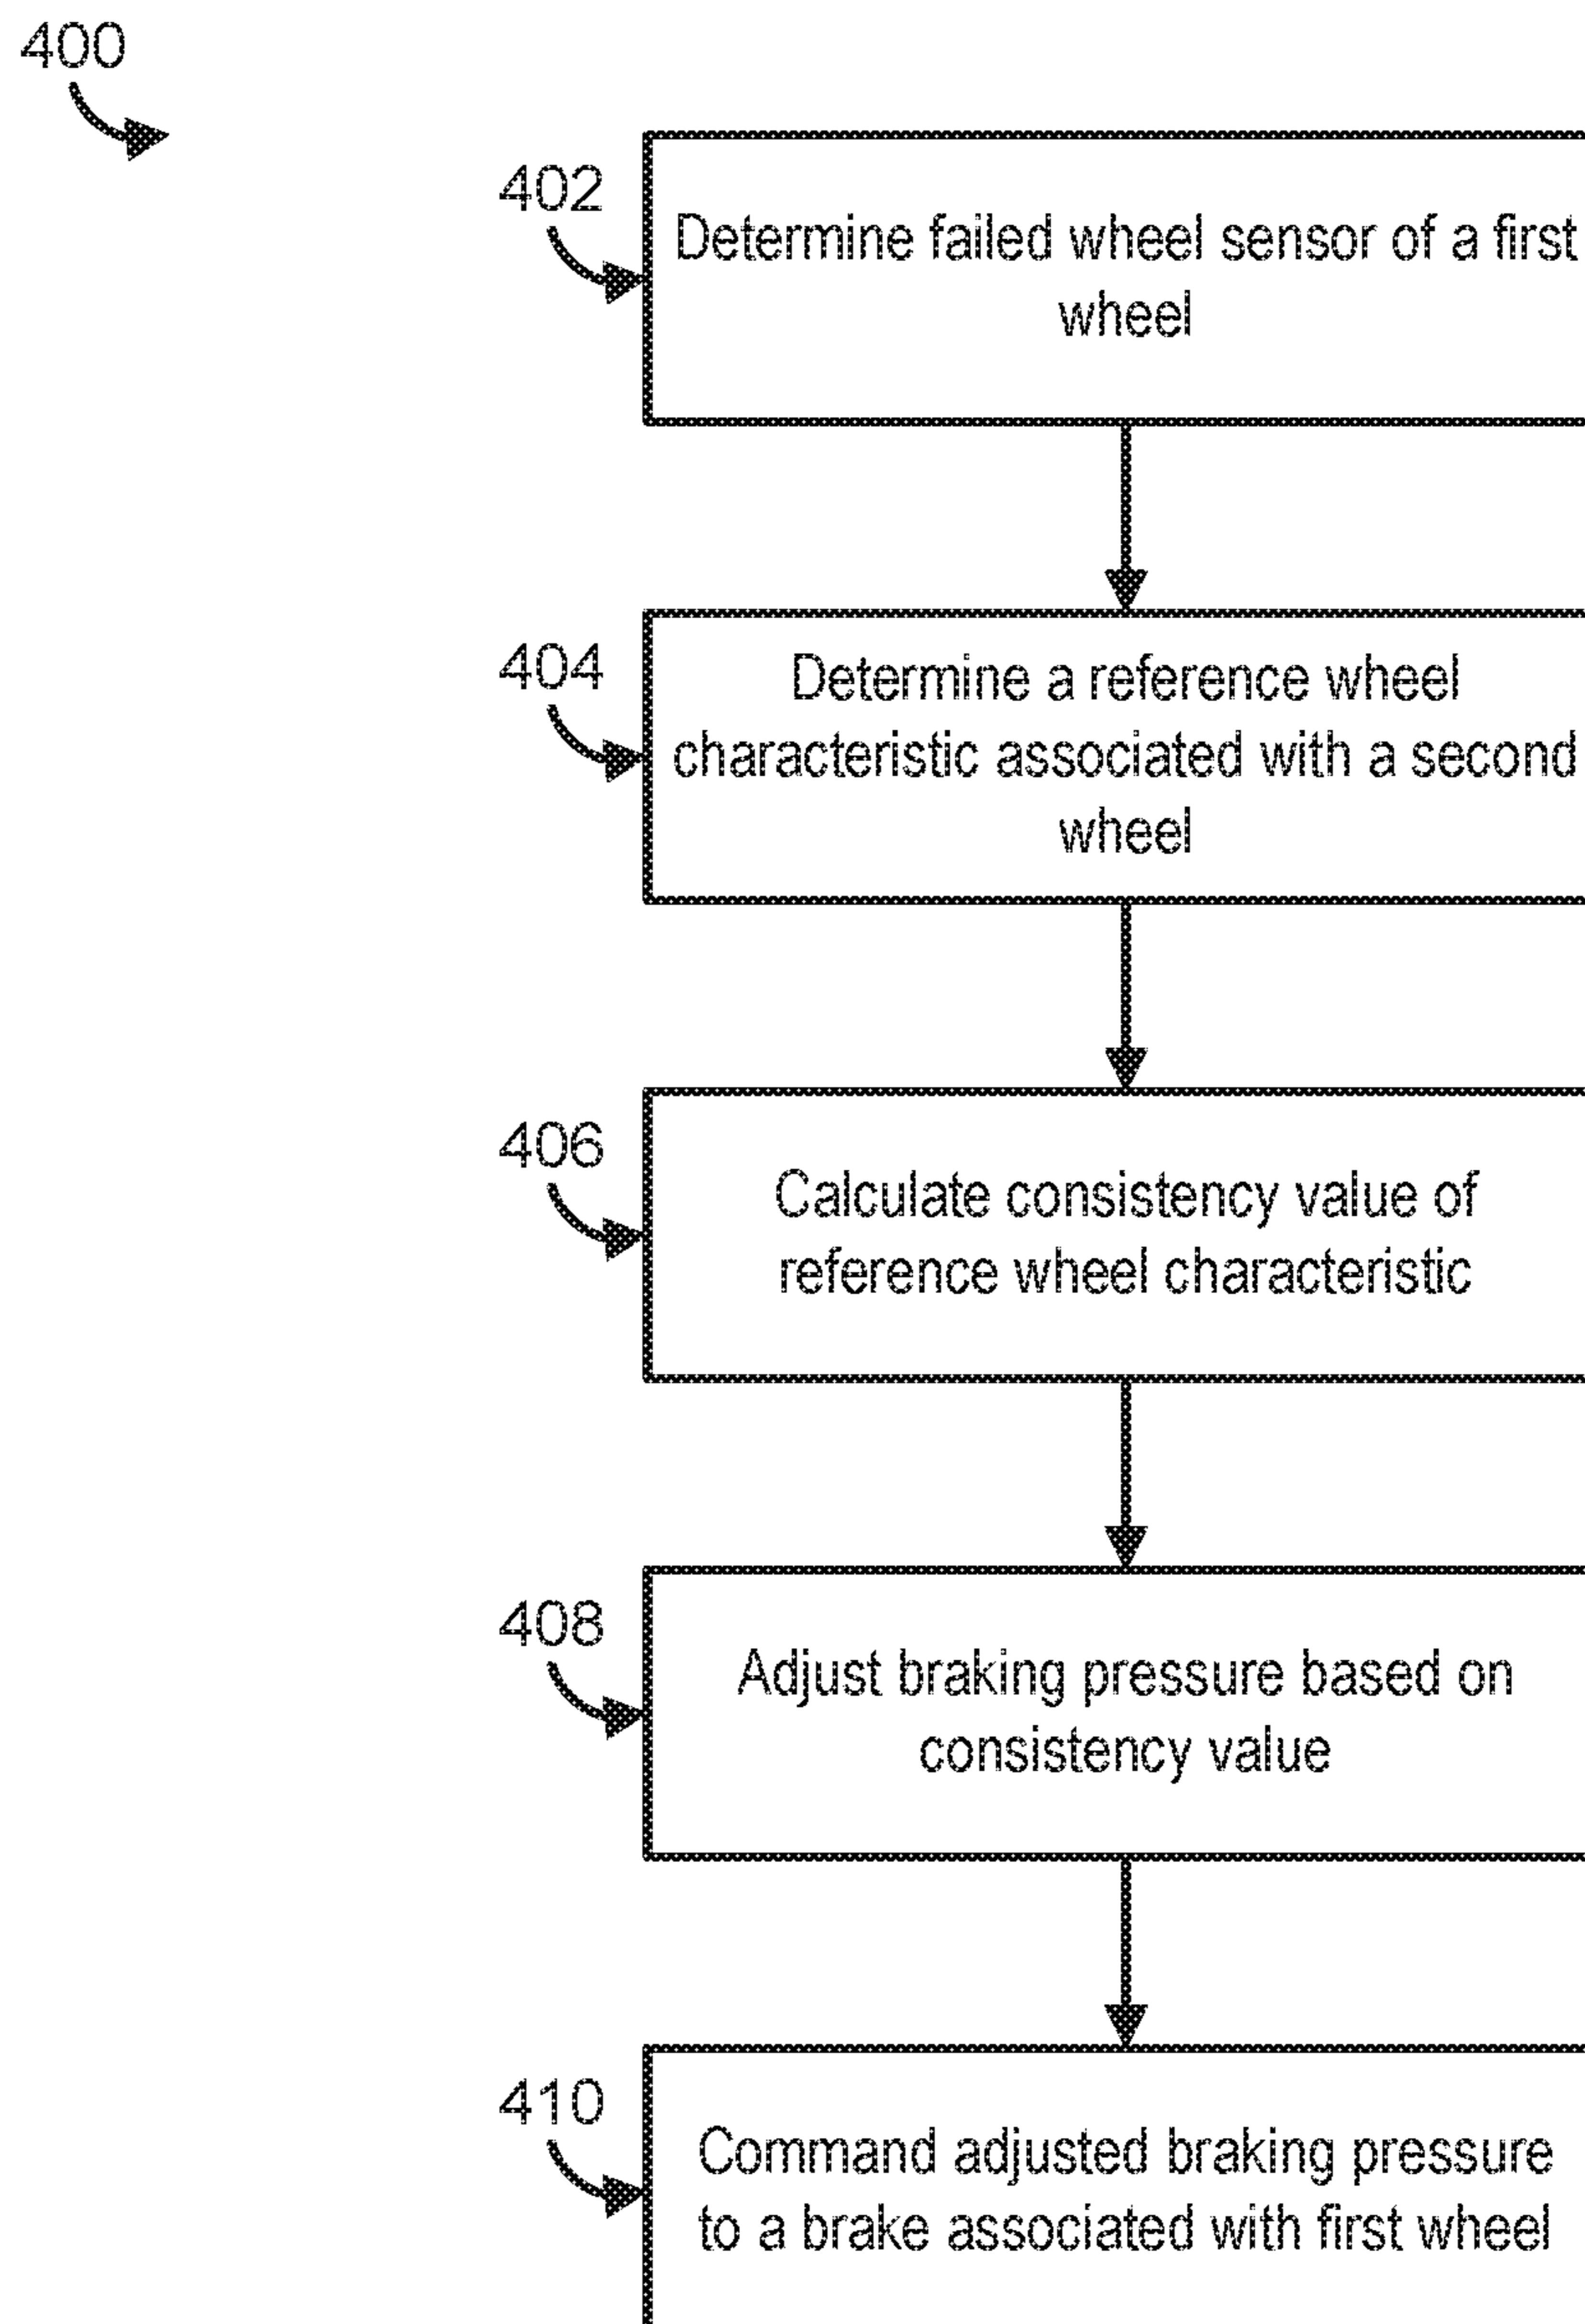 400
402
Determine failed wheel sensor of a first
wheel
404
Determine a reference wheel
characteristic associated with a second
wheel
406
Calculate consistency value of
reference wheel characteristic
408
Adjust braking pressure based on
consistency value
410
Command adjusted braking pressure
to a brake associated with first wheel